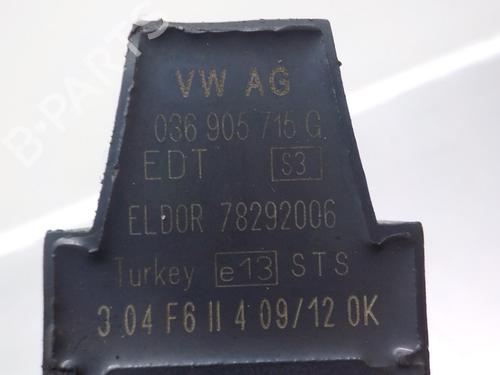 VW AG
036 905 715 G
EDT S3
ELDOR 78292006
Turkey e13 STS
3 04 F6 II 4 09/12 OK
B-PARTS